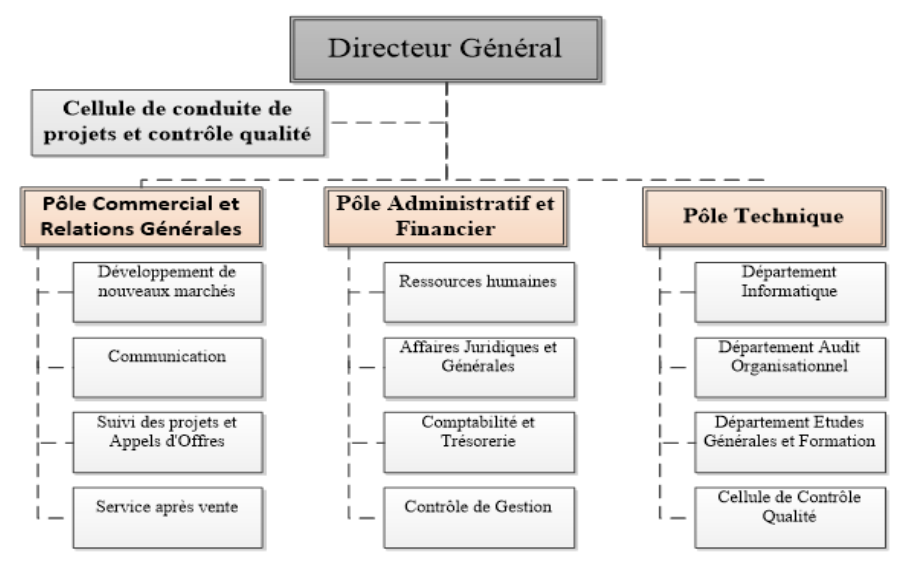 Directeur Général
Cellule de conduite de
projets et contrôle qualité
Pôle Commercial et
Relations Générales
Développement de
nouveaux marchés
Communication
Suivi des projets et
Appels d'Offres
Service après vente
Pôle Administratif et
Financier
Ressources humaines
Affaires Juridiques et
Générales
Comptabilité et
Trésorerie
Contrôle de Gestion
Pôle Technique
Département
Informatique
Département Audit
Organisationnel
Département Etudes
Générales et Formation
Cellule de Contrôle
Qualité